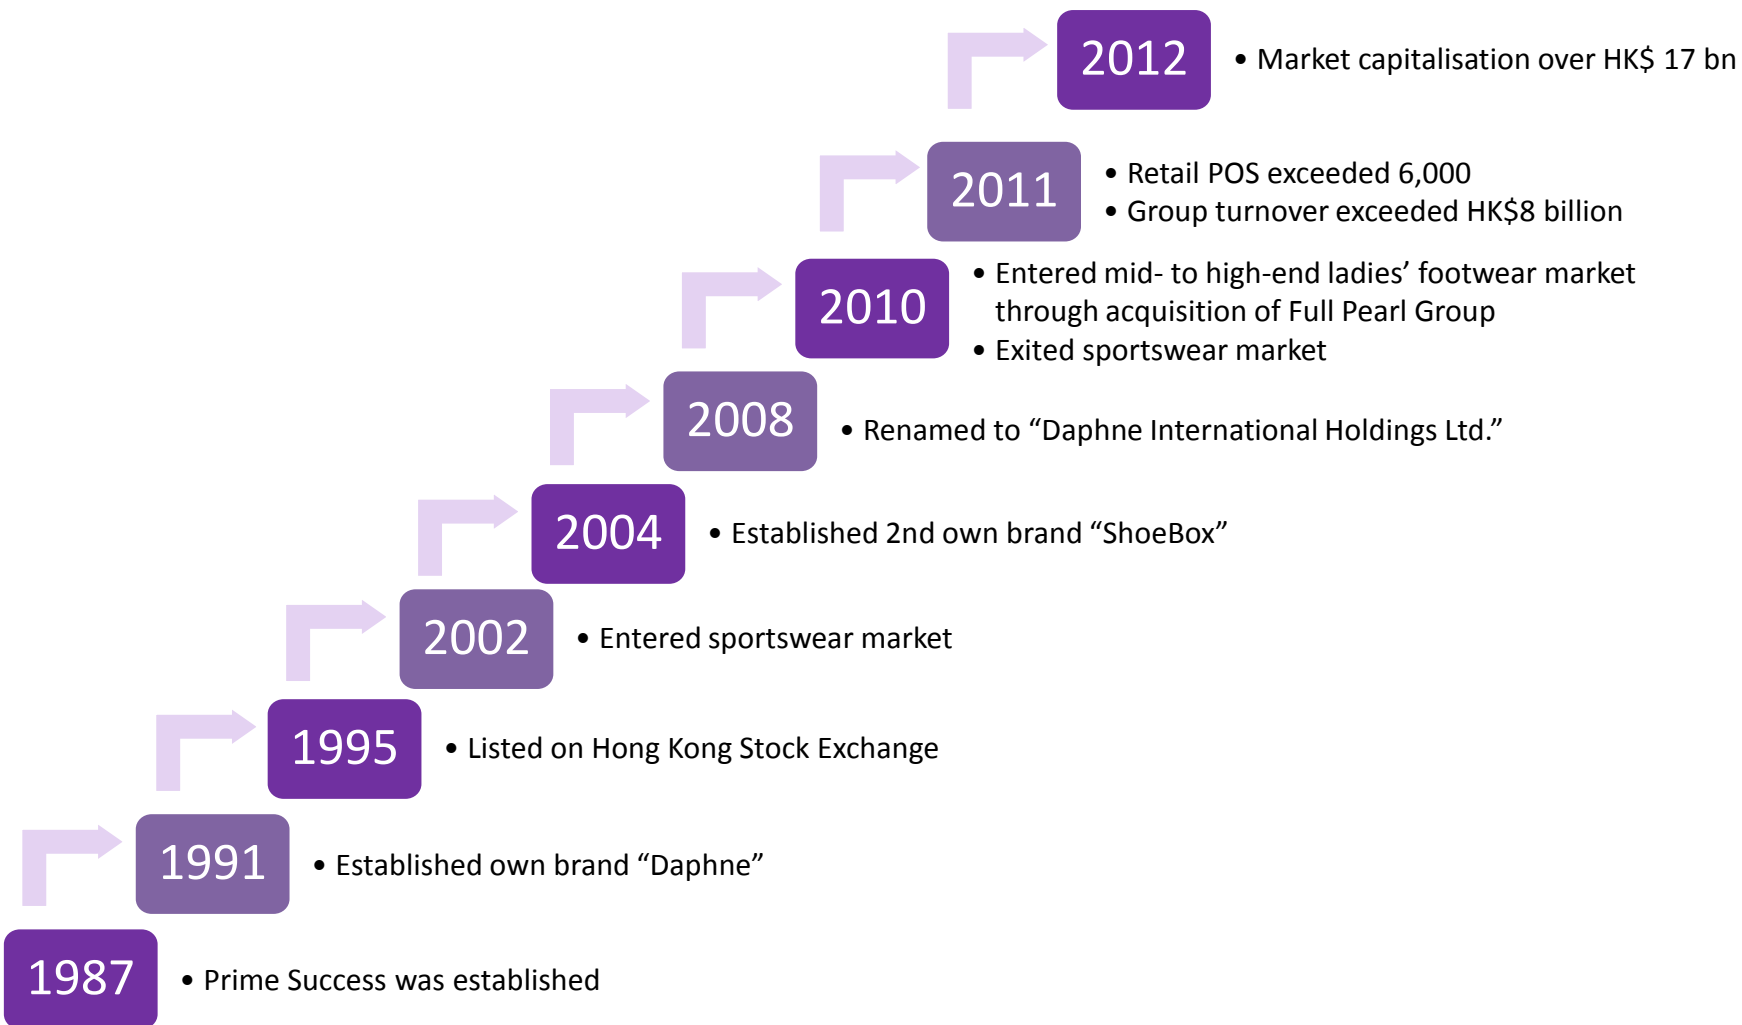 2012
• Market capitalisation over HK$ 17 bn
2011
• Retail POS exceeded 6,000
• Group turnover exceeded HK$8 billion
2010
• Entered mid- to high-end ladies’ footwear market
through acquisition of Full Pearl Group
• Exited sportswear market
2008
• Renamed to “Daphne International Holdings Ltd.”
2004
• Established 2nd own brand “ShoeBox”
2002
• Entered sportswear market
1995
• Listed on Hong Kong Stock Exchange
1991
• Established own brand “Daphne”
1987
• Prime Success was established